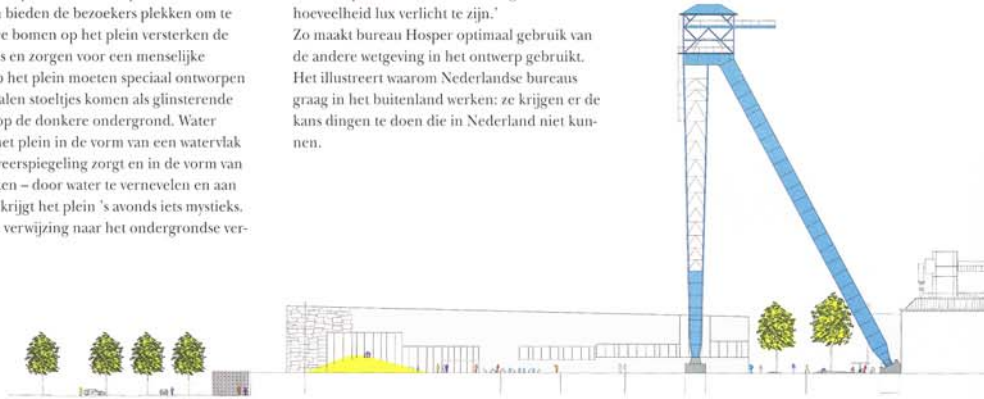 bieden de bezoekers plekken om te
bomen op het plein versterken de
en zorgen voor een menselijke
het plein moeten speciaal ontworpen
stoeltjes komen als glinsterende
op de donkere ondergrond. Water
het plein in de vorm van een watervlak
zorgt en in de vorm van
– door water te vernevelen en aan
krijgt het plein 's avonds iets mystieks.
verwijzing naar het ondergrondse ver-
hoeveelheid lux verlicht te zijn.'
Zo maakt bureau Hosper optimaal gebruik van
de andere wetgeving in het ontwerp gebruikt.
Het illustreert waarom Nederlandse bureaus
graag in het buitenland werken: ze krijgen er de
kans dingen te doen die in Nederland niet kun-
nen.